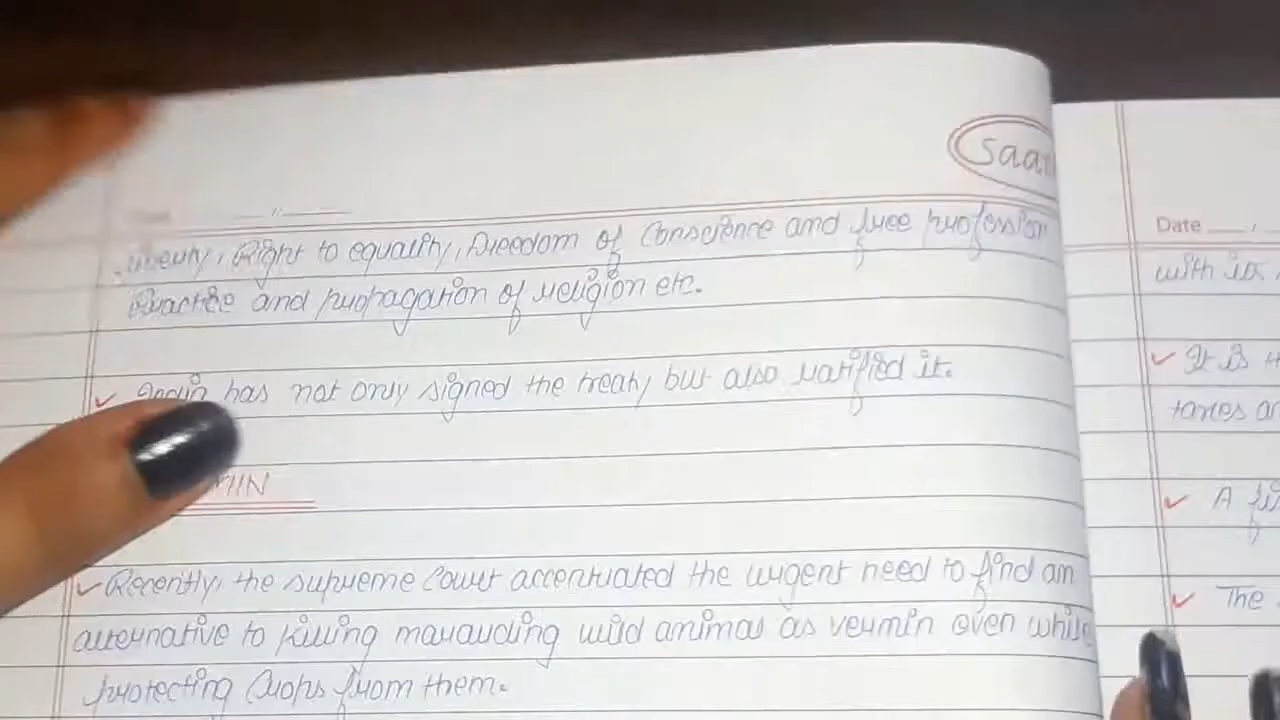 Saa
liberty, Right to equality, Freedom of Conscience and free profession
Practice and propagation of religion etc.
✓ India has not only signed the treaty but also ratified it.
MIN
✓ Recently, the supreme Court accentuated the urgent need to find an
alternative to killing marauding wild animal as vermin even while
protecting Crops from them.
Date
with its
✓ It is
taxes
✓ A
✓ The